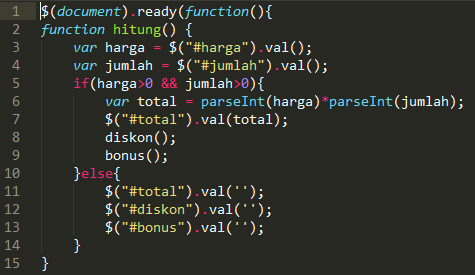 1 $(document).ready(function(){
2 function hitung() {
3 var harga = $("#harga").val();
4 var jumlah = $("#jumlah").val();
5 if(harga>0 && jumlah>0){
6 var total = parseInt(harga)*parseInt(jumlah);
7 $("#total").val(total);
8 diskon();
9 bonus();
10 }else{
11 $("#total").val('');
12 $("#diskon").val('');
13 $("#bonus").val('');
14 }
15 }